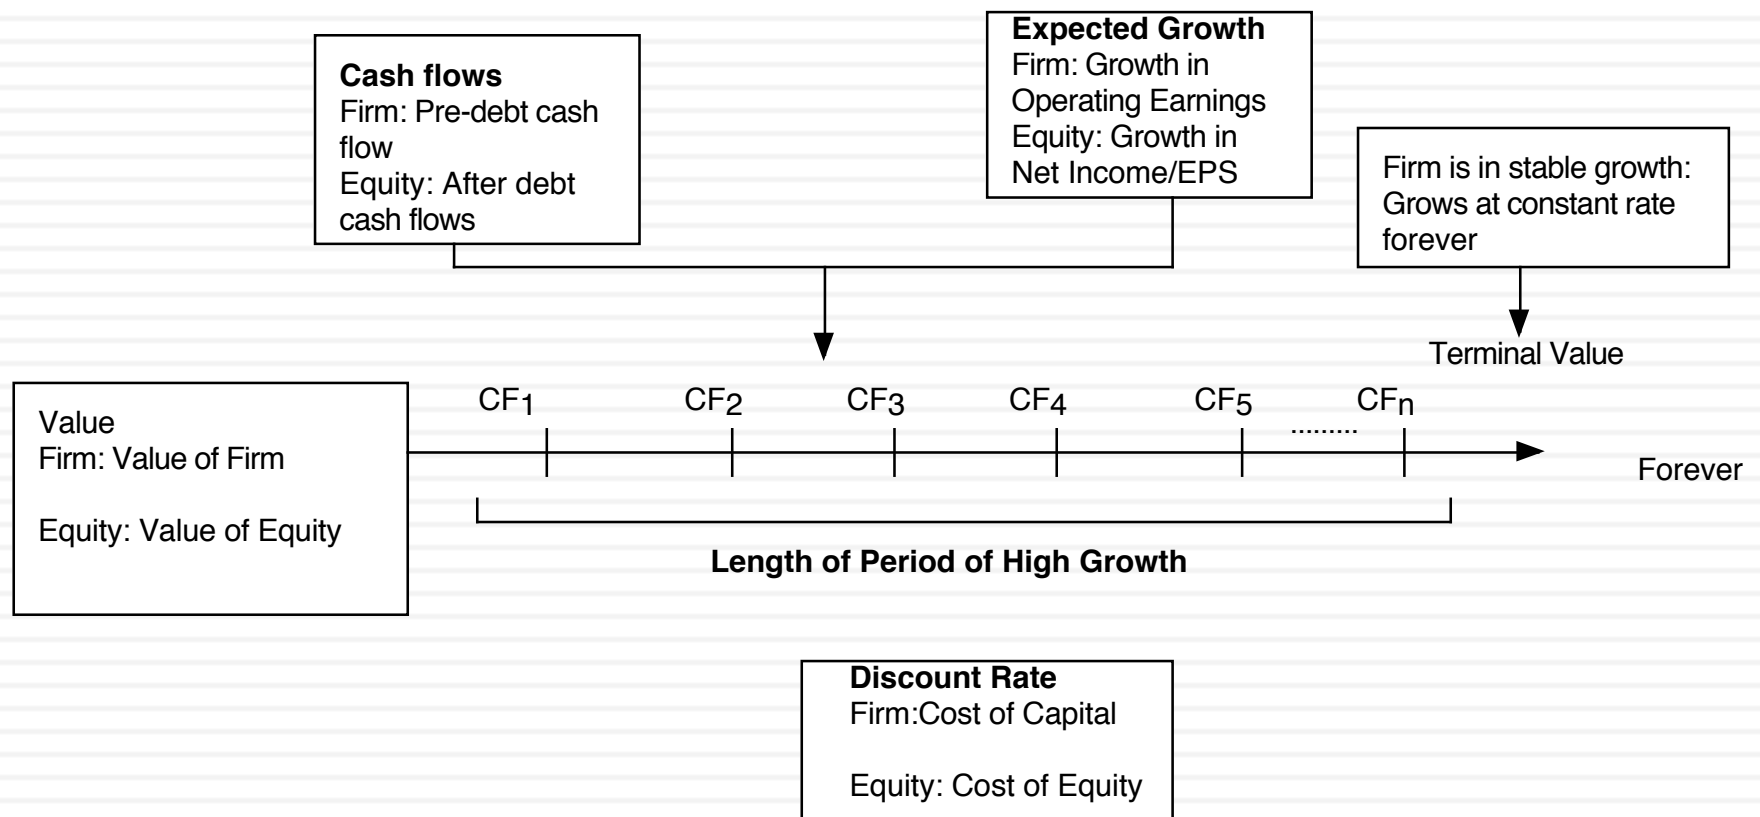 Cash flows
Firm: Pre-debt cash
flow
Equity: After debt
cash flows
Expected Growth
Firm: Growth in
Operating Earnings
Equity: Growth in
Net Income/EPS
Firm is in stable growth:
Grows at constant rate
forever
Terminal Value
CF1 CF2 CF3 CF4 CF5 ......... CFn
Forever
Value
Firm: Value of Firm
Equity: Value of Equity
Length of Period of High Growth
Discount Rate
Firm:Cost of Capital
Equity: Cost of Equity